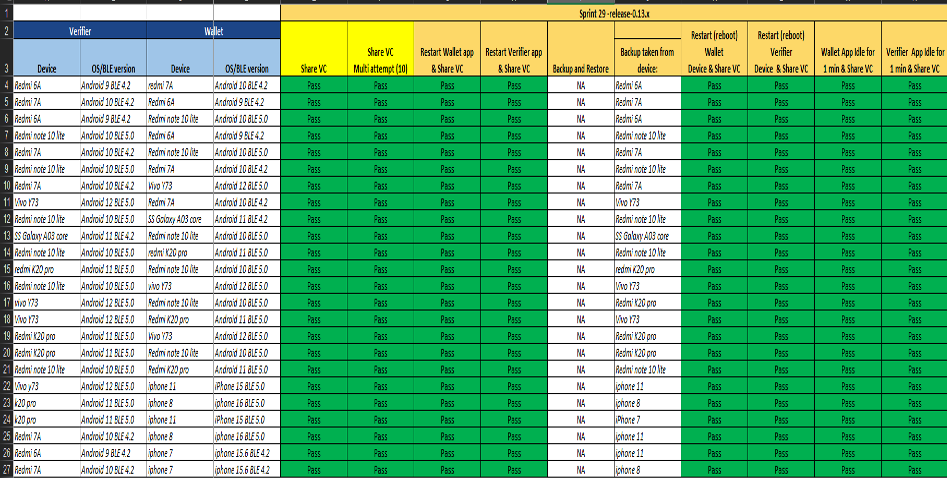 1 Sprint 29 -release-0.13.x
2 Verifier Wallet Share VC Share VC Multi attempt (10) Restart Wallet app & Share VC Restart Verifier app & Share VC Backup and Restore Backup taken from device: Restart (reboot) Wallet Device & Share VC Restart (reboot) Verifier Device & Share VC Wallet App idle for 1 min & Share VC Verifier App idle for 1 min & Share VC
3 Device OS/BLE version Device OS/BLE version
4 Redmi 6A Android 9 BLE 4.2 redmi 7A Android 10 BLE 4.2 Pass Pass Pass Pass NA Redmi 6A Pass Pass Pass Pass
5 Redmi 7A Android 10 BLE 4.2 Redmi 6A Android 9 BLE 4.2 Pass Pass Pass Pass NA Redmi 7A Pass Pass Pass Pass
6 Redmi 6A Android 9 BLE 4.2 Redmi note 10 lite Android 10 BLE 5.0 Pass Pass Pass Pass NA Redmi 6A Pass Pass Pass Pass
7 Redmi note 10 lite Android 10 BLE 5.0 Redmi 6A Android 9 BLE 4.2 Pass Pass Pass Pass NA Redmi note 10 lite Pass Pass Pass Pass
8 Redmi 7A Android 10 BLE 5.0 Redmi note 10 lite Android 10 BLE 5.0 Pass Pass Pass Pass NA Redmi 7A Pass Pass Pass Pass
9 Redmi note 10 lite Android 10 BLE 5.0 Redmi 7A Android 10 BLE 4.2 Pass Pass Pass Pass NA Redmi note 10 lite Pass Pass Pass Pass
10 Redmi 7A Android 10 BLE 4.2 Vivo Y73 Android 12 BLE 5.0 Pass Pass Pass Pass NA Redmi 7A Pass Pass Pass Pass
11 Vivo Y73 Android 12 BLE 5.0 Redmi 7A Android 10 BLE 4.2 Pass Pass Pass Pass NA Vivo Y73 Pass Pass Pass Pass
12 Redmi note 10 lite Android 10 BLE 5.0 SS Galaxy A03 core Android 11 BLE 4.2 Pass Pass Pass Pass NA Redmi note 10 lite Pass Pass Pass Pass
13 SS Galaxy A03 core Android 11 BLE 4.2 Redmi note 10 lite Android 10 BLE 5.0 Pass Pass Pass Pass NA SS Galaxy A03 core Pass Pass Pass Pass
14 Redmi note 10 lite Android 10 BLE 5.0 redmi K20 pro Android 11 BLE 5.0 Pass Pass Pass Pass NA Redmi note 10 lite Pass Pass Pass Pass
15 redmi K20 pro Android 11 BLE 5.0 Redmi note 10 lite Android 10 BLE 5.0 Pass Pass Pass Pass NA redmi K20 pro Pass Pass Pass Pass
16 Redmi note 10 lite Android 10 BLE 5.0 vivo Y73 Android 12 BLE 5.0 Pass Pass Pass Pass NA Vivo Y73 Pass Pass Pass Pass
17 vivo Y73 Android 12 BLE 5.0 Redmi note 10 lite Android 10 BLE 5.0 Pass Pass Pass Pass NA Redmi K20 pro Pass Pass Pass Pass
18 Vivo Y73 Android 12 BLE 5.0 Redmi K20 pro Android 11 BLE 5.0 Pass Pass Pass Pass NA Vivo Y73 Pass Pass Pass Pass
19 Redmi K20 pro Android 11 BLE 5.0 Vivo Y73 Android 12 BLE 5.0 Pass Pass Pass Pass NA Redmi K20 pro Pass Pass Pass Pass
20 Redmi K20 pro Android 11 BLE 5.0 Redmi note 10 lite Android 10 BLE 5.0 Pass Pass Pass Pass NA Redmi K20 pro Pass Pass Pass Pass
21 Redmi note 10 lite Android 10 BLE 5.0 Redmi K20 pro Android 11 BLE 5.0 Pass Pass Pass Pass NA Redmi note 10 lite Pass Pass Pass Pass
22 Vivo y73 Android 12 BLE 5.0 iphone 11 iPhone 15 BLE 5.0 Pass Pass Pass Pass NA iphone 11 Pass Pass Pass Pass
23 k20 pro Android 11 BLE 5.0 iphone 8 iphone 16 BLE 5.0 Pass Pass Pass Pass NA iphone 8 Pass Pass Pass Pass
24 k20 pro Android 11 BLE 5.0 iphone 11 iPhone 15 BLE 5.0 Pass Pass Pass Pass NA iPhone 7 Pass Pass Pass Pass
25 Redmi 7A Android 10 BLE 4.2 iphone 8 iphone 16 BLE 5.0 Pass Pass Pass Pass NA iphone 11 Pass Pass Pass Pass
26 Redmi 6A Android 9 BLE 4.2 iphone 7 iphone 15.6 BLE 4.2 Pass Pass Pass Pass NA iphone 11 Pass Pass Pass Pass
27 Redmi 7A Android 10 BLE 4.2 iphone 7 iphone 15.6 BLE 4.2 Pass Pass Pass Pass NA iphone 8 Pass Pass Pass Pass